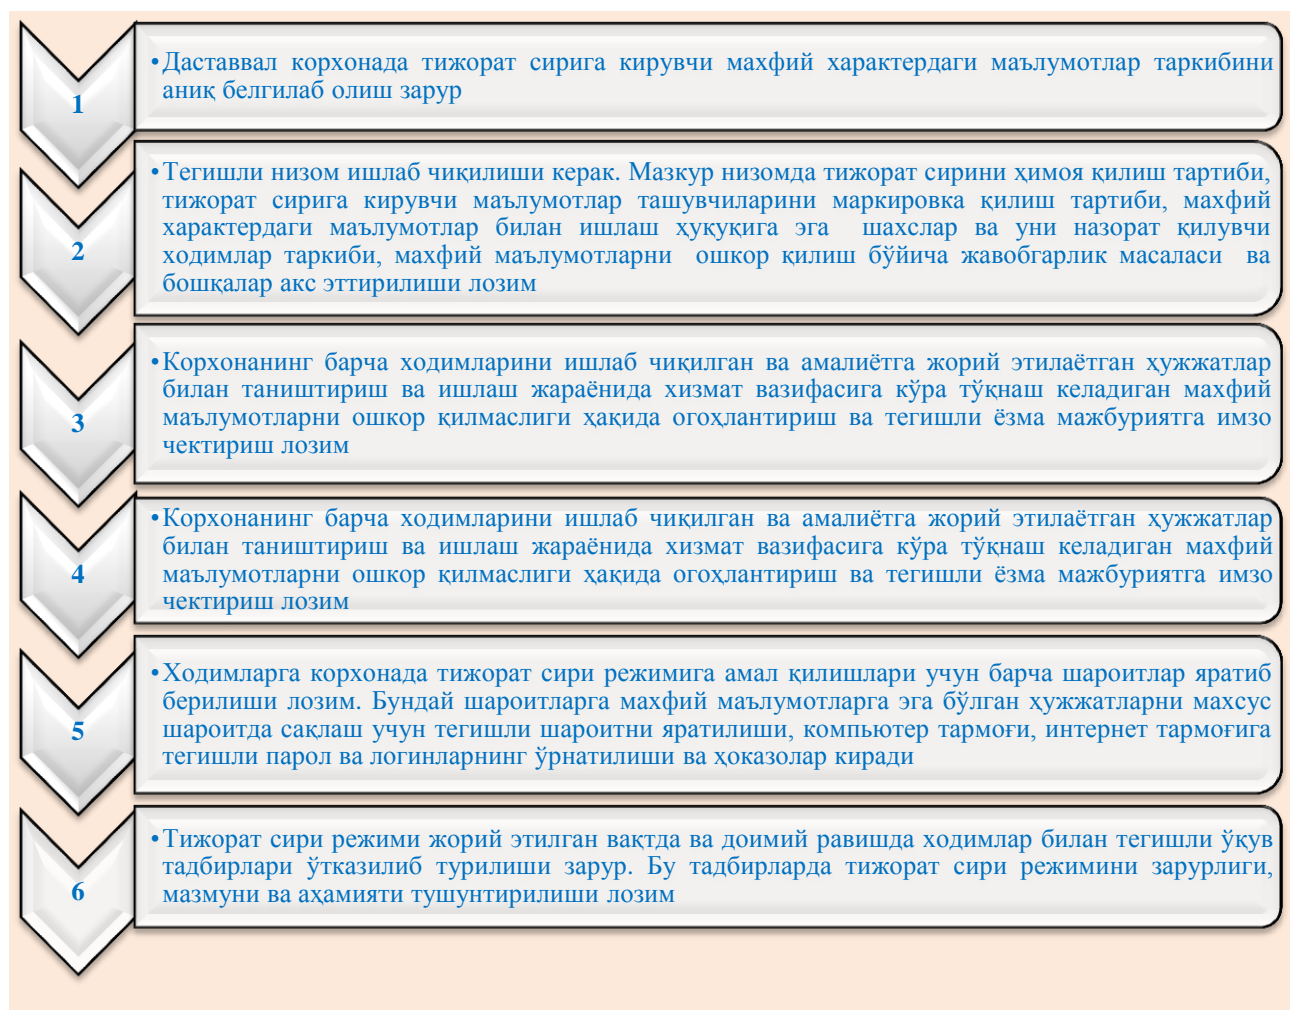 1
•Даставвал корхонада тижорат сирига кирувчи махфий характердаги маълумотлар таркибини
аниқ белгилаб олиш зарур
2
•Тегишли низом ишлаб чиқилиши керак. Мазкур низомда тижорат сирини ҳимоя қилиш тартиби,
тижорат сирига кирувчи маълумотлар ташувчиларини маркировка қилиш тартиби, махфий
характердаги маълумотлар билан ишлаш ҳуқуқига эга шахслар ва уни назорат қилувчи
ходимлар таркиби, махфий маълумотларни ошкор қилиш бўйича жавобгарлик масаласи ва
бошқалар акс эттирилиши лозим
3
•Корхонанинг барча ходимларини ишлаб чиқилган ва амалиётга жорий этилаётган ҳужжатлар
билан таништириш ва ишлаш жараёнида хизмат вазифасига кўра тўқнаш келадиган махфий
маълумотларни ошкор қилмаслиги ҳақида огоҳлантириш ва тегишли ёзма мажбуриятга имзо
чектириш лозим
4
•Корхонанинг барча ходимларини ишлаб чиқилган ва амалиётга жорий этилаётган ҳужжатлар
билан таништириш ва ишлаш жараёнида хизмат вазифасига кўра тўқнаш келадиган махфий
маълумотларни ошкор қилмаслиги ҳақида огоҳлантириш ва тегишли ёзма мажбуриятга имзо
чектириш лозим
5
•Ходимларга корхонада тижорат сири режимига амал қилишлари учун барча шароитлар яратиб
берилиши лозим. Бундай шароитларга махфий маълумотларга эга бўлган ҳужжатларни махсус
шароитда сақлаш учун тегишли шароитни яратилиши, компьютер тармоғи, интернет тармоғига
тегишли парол ва логинларнинг ўрнатилиши ва ҳоказолар киради
6
•Тижорат сири режими жорий этилган вақтда ва доимий равишда ходимлар билан тегишли ўқув
тадбирлари ўтказилиб турилиши зарур. Бу тадбирларда тижорат сири режимини зарурлиги,
мазмуни ва аҳамияти тушунтирилиши лозим